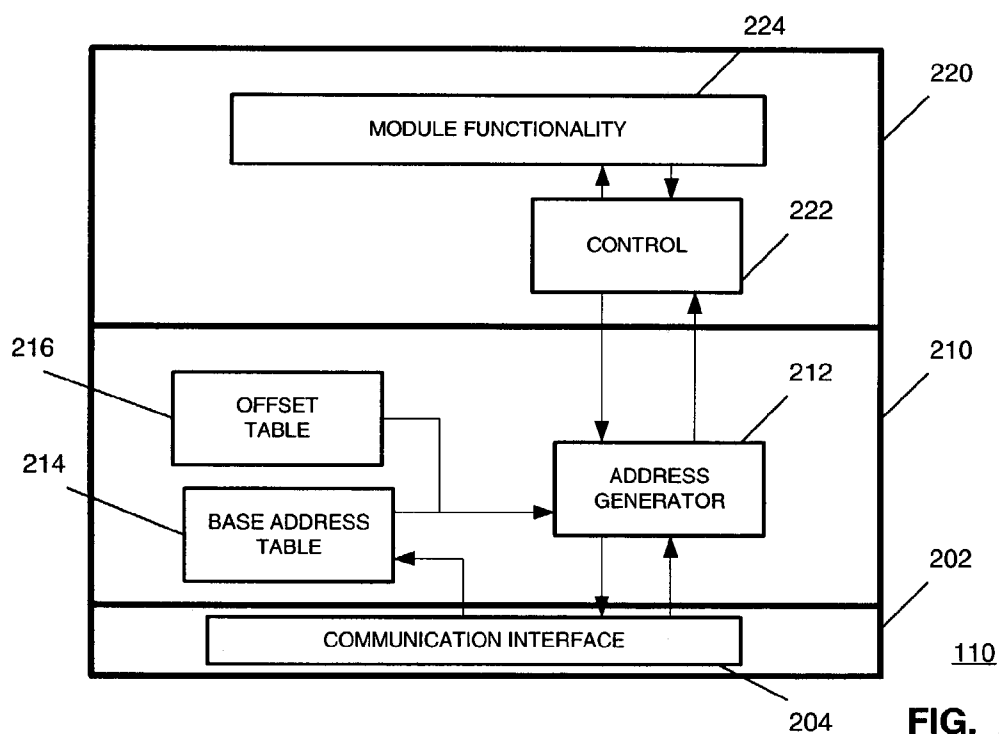 224
220
MODULE FUNCTIONALITY
222
CONTROL
216
210
212
OFFSET
TABLE
214
ADDRESS
GENERATOR
BASE ADDRESS
TABLE
202
COMMUNICATION INTERFACE
110
204
FIG.